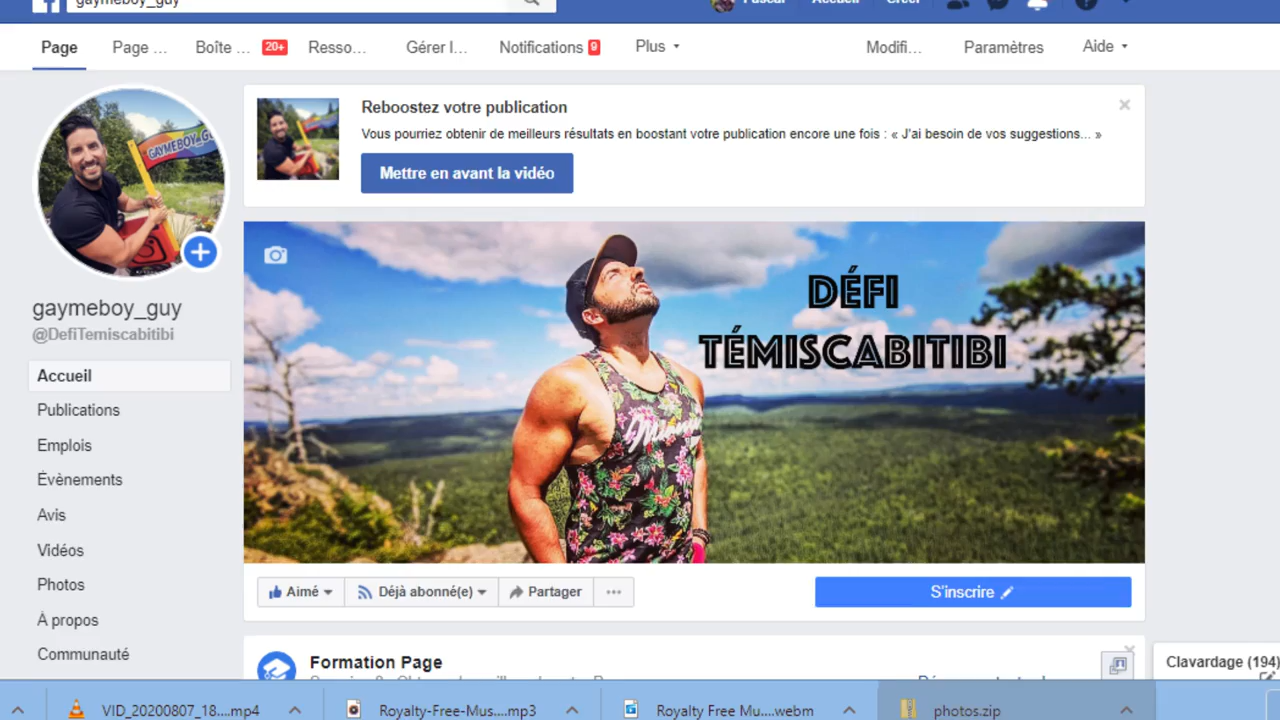 gaymeboy_guy
Pascal Accueil Créer
Page Page ... Boîte ... 20+ Resso... Gérer l... Notifications 9 Plus Modifi... Paramètres Aide
Reboostez votre publication
Vous pourriez obtenir de meilleurs résultats en boostant votre publication encore une fois : « J'ai besoin de vos suggestions... »
Mettre en avant la vidéo
GAYMEBOY_GU
DÉFI
TÉMISCABITIBI
gaymeboy_guy
@DefiTemiscabitibi
Accueil
Publications
Emplois
Évènements
Avis
Vidéos
Photos
À propos
Communauté
Aimé Déjà abonné(e) Partager ...
S'inscrire
Formation Page
Clavardage (194)
VID_20200807_18....mp4 Royalty-Free-Mus....mp3 Royalty Free Mu....webm photos.zip